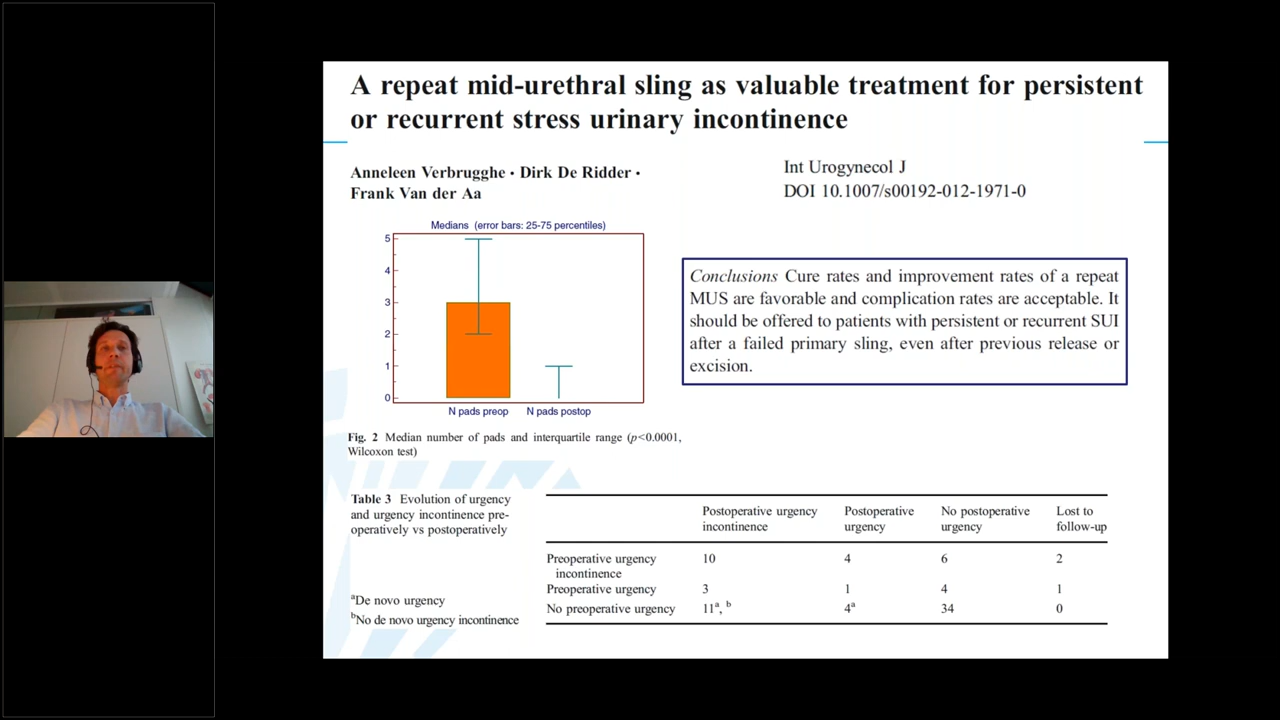 A repeat mid-urethral sling as valuable treatment for persistent
or recurrent stress urinary incontinence
Anneleen Verbrugghe · Dirk De Ridder ·
Frank Van der Aa
Int Urogynecol J
DOI 10.1007/s00192-012-1971-0
Medians (error bars: 25-75 percentiles)
5
4
3
2
1
0
N pads preop N pads postop
Fig. 2 Median number of pads and interquartile range (p<0.0001,
Wilcoxon test)
Conclusions Cure rates and improvement rates of a repeat
MUS are favorable and complication rates are acceptable. It
should be offered to patients with persistent or recurrent SUI
after a failed primary sling, even after previous release or
excision.
Table 3 Evolution of urgency
and urgency incontinence pre-
operatively vs postoperatively
aDe novo urgency
bNo de novo urgency incontinence
Postoperative urgency incontinence Postoperative urgency No postoperative urgency Lost to follow-up
Preoperative urgency incontinence 10 4 6 2
Preoperative urgency 3 1 4 1
No preoperative urgency 11a, b 4a 34 0